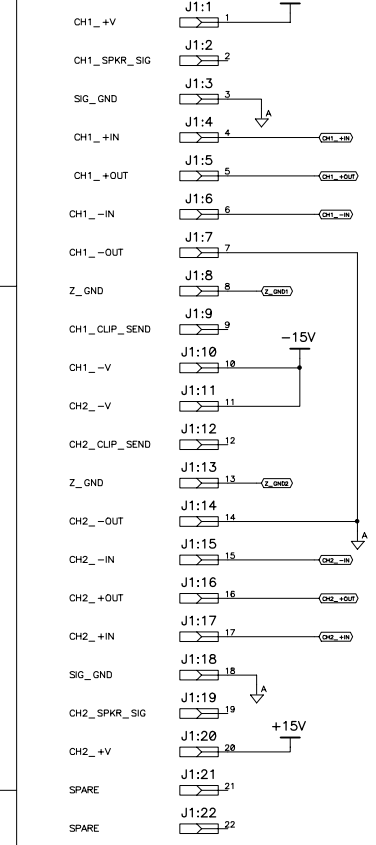 J1:1
CH1_+V 1
J1:2
CH1_SPKR_SIG 2
J1:3
SIG_GND 3
A
J1:4
CH1_+IN 4 CH1_+IN
J1:5
CH1_+OUT 5 CH1_+OUT
J1:6
CH1_-IN 6 CH1_-IN
J1:7
CH1_-OUT 7
J1:8
Z_GND 8 Z_GND1
J1:9
CH1_CLIP_SEND 9
-15V
J1:10
CH1_-V 10
J1:11
CH2_-V 11
J1:12
CH2_CLIP_SEND 12
J1:13
Z_GND 13 Z_GND2
J1:14
CH2_-OUT 14
A
J1:15
CH2_-IN 15 CH2_-IN
J1:16
CH2_+OUT 16 CH2_+OUT
J1:17
CH2_+IN 17 CH2_+IN
J1:18
SIG_GND 18
A
J1:19
CH2_SPKR_SIG 19
+15V
J1:20
CH2_+V 20
J1:21
SPARE 21
J1:22
SPARE 22